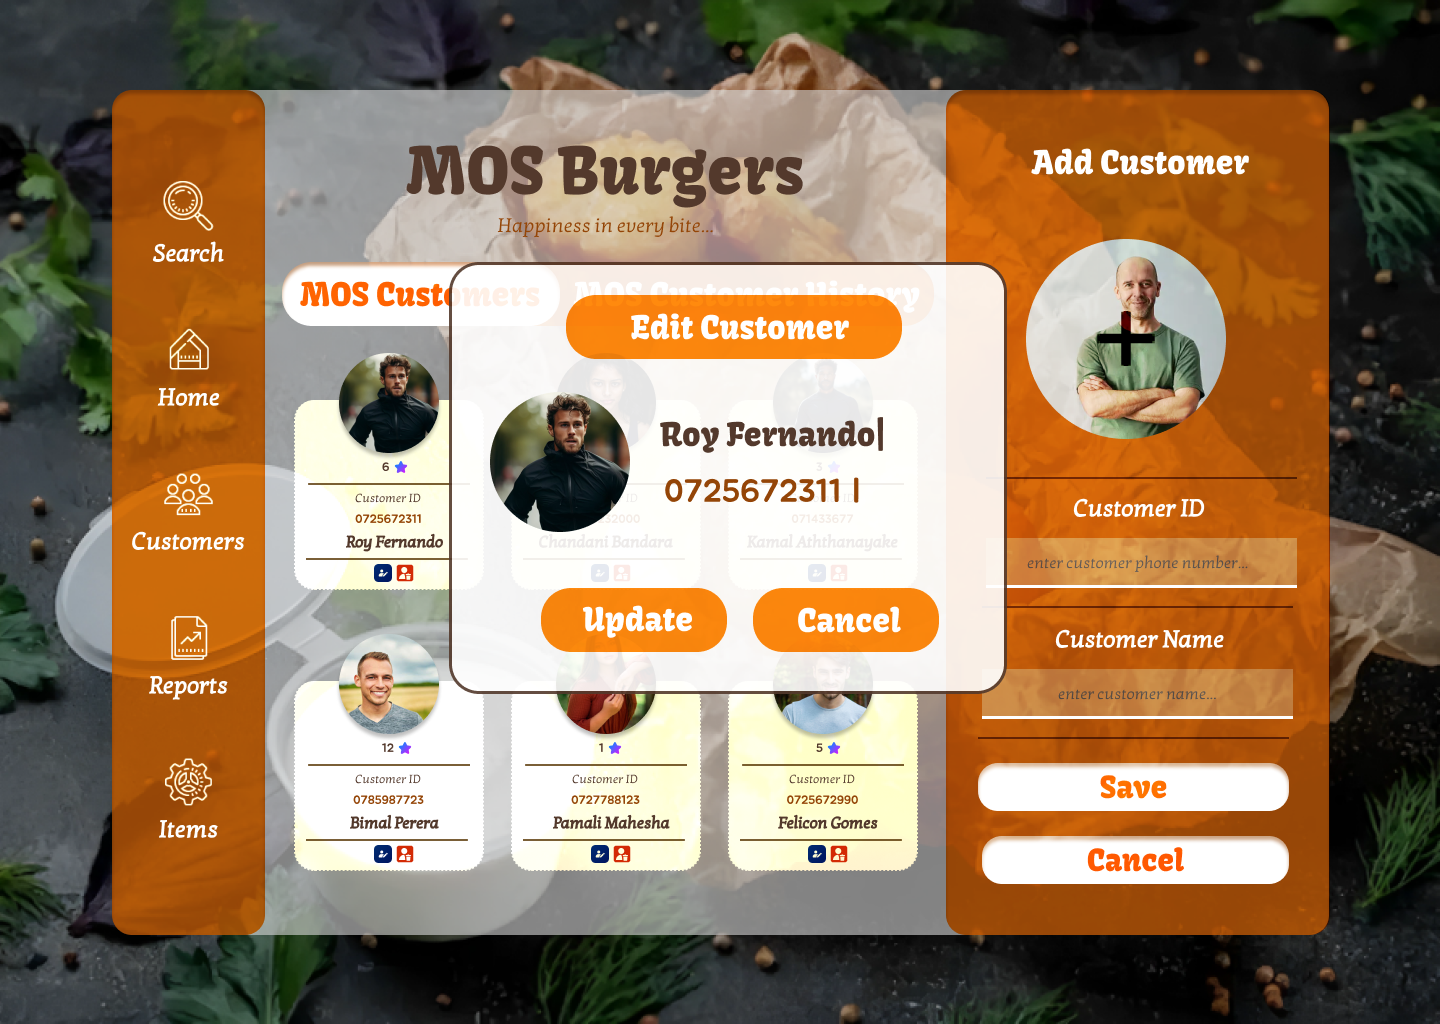 Search
Home
Customers
Reports
Items
MOS Burgers
Happiness in every bite...
MOS Customers
MOS Customer History
6
Customer ID
0725672311
Roy Fernando
Chandani Bandara
3
071433677
Kamal Aththanayake
Edit Customer
Roy Fernando|
0725672311 |
Update
Cancel
12
Customer ID
0785987723
Bimal Perera
1
Customer ID
0727788123
Pamali Mahesha
5
Customer ID
0725672990
Felicon Gomes
Add Customer
Customer ID
enter customer phone number...
Customer Name
enter customer name...
Save
Cancel